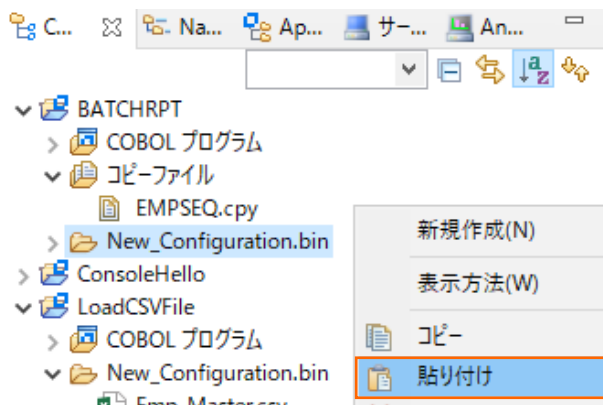 C... Na... Ap... サー... An...
BATCHRPT
COBOL プログラム
コピーファイル
EMPSEQ.cpy
New_Configuration.bin
ConsoleHello
LoadCSVFile
COBOL プログラム
New_Configuration.bin
Emp_Master.csv
新規作成(N)
表示方法(W)
コピー
貼り付け